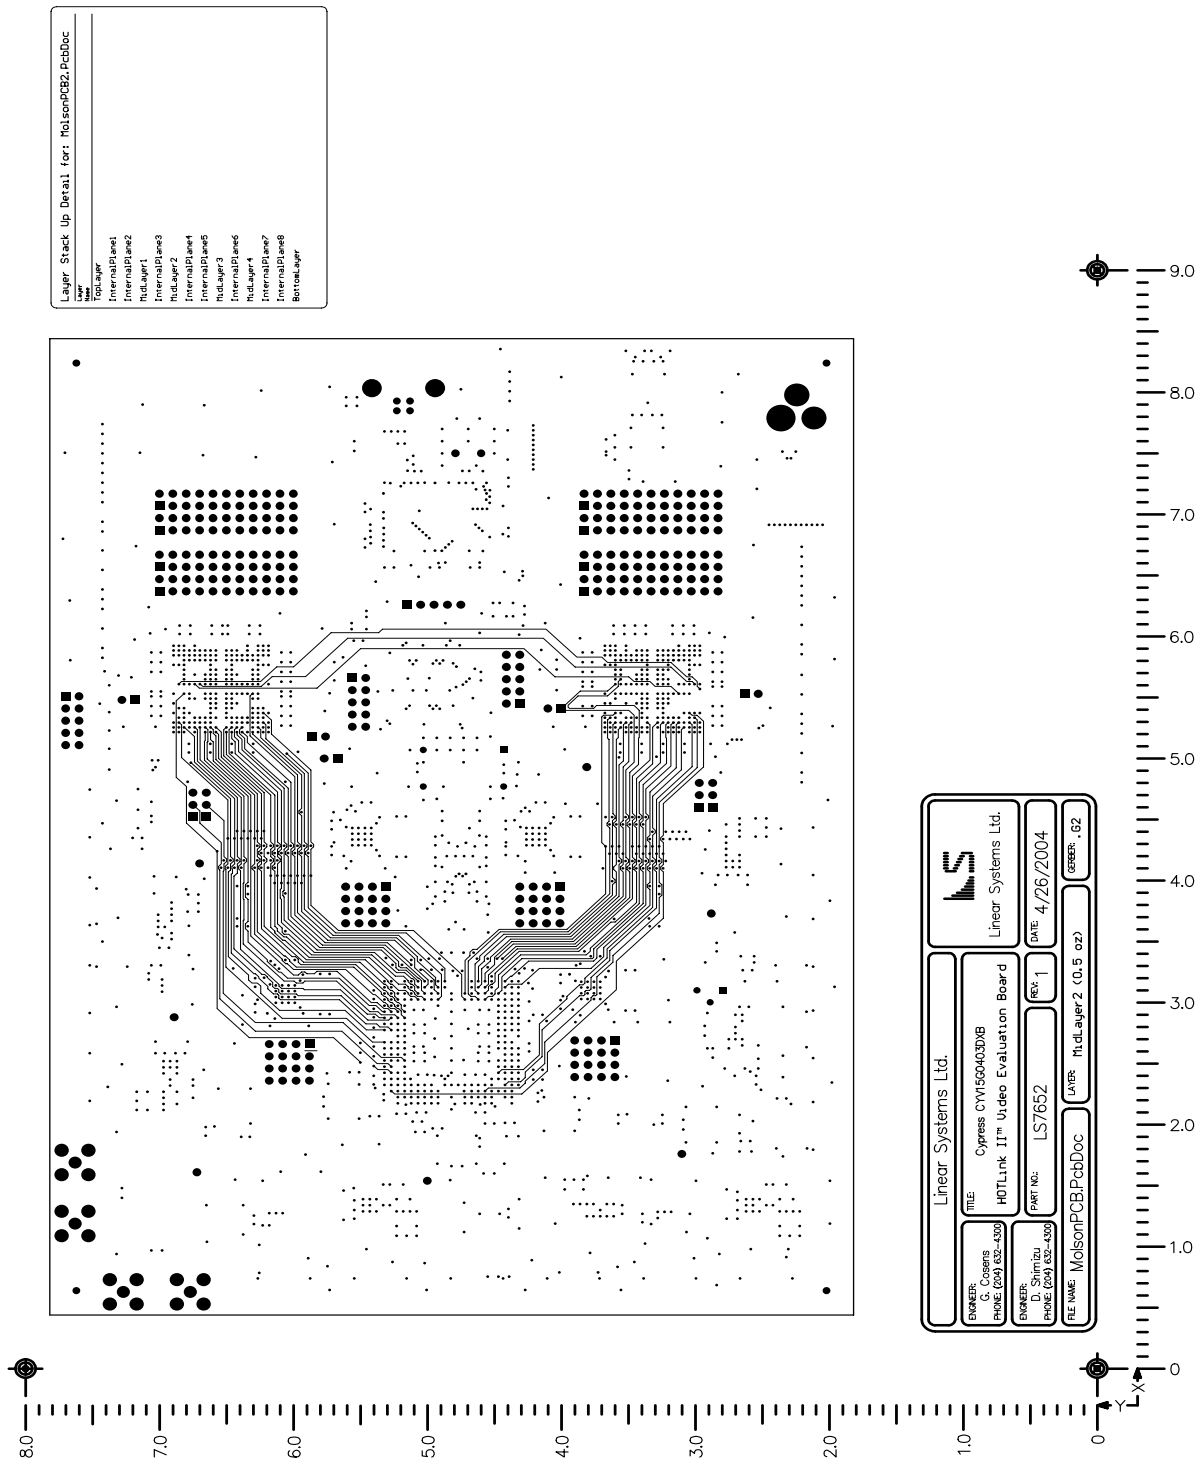 Layer Stack Up Detail for: MolsonPCB2.PcbDoc
Layer
Name
TopLayer
InternalPlane1
InternalPlane2
MidLayer1
InternalPlane3
MidLayer2
InternalPlane4
InternalPlane5
MidLayer3
InternalPlane6
MidLayer4
InternalPlane7
InternalPlane8
BottomLayer
9.0
8.0
7.0
6.0
5.0
4.0
3.0
2.0
1.0
0
X
Y
8.0
7.0
6.0
5.0
4.0
3.0
2.0
1.0
0
Linear Systems Ltd.
LS
Linear Systems Ltd.
ENGINEER:
G. Cosens
PHONE: (204) 632-4300
TITLE:
Cypress CYV15G0403DXB
HOTLink II™ Video Evaluation Board
ENGINEER:
D. Shimizu
PHONE: (204) 632-4300
PART NO.: LS7652
REV: 1
DATE: 4/26/2004
FILE NAME: MolsonPCB.PcbDoc
LAYER: MidLayer2 (0.5 oz)
GERBER: .G2